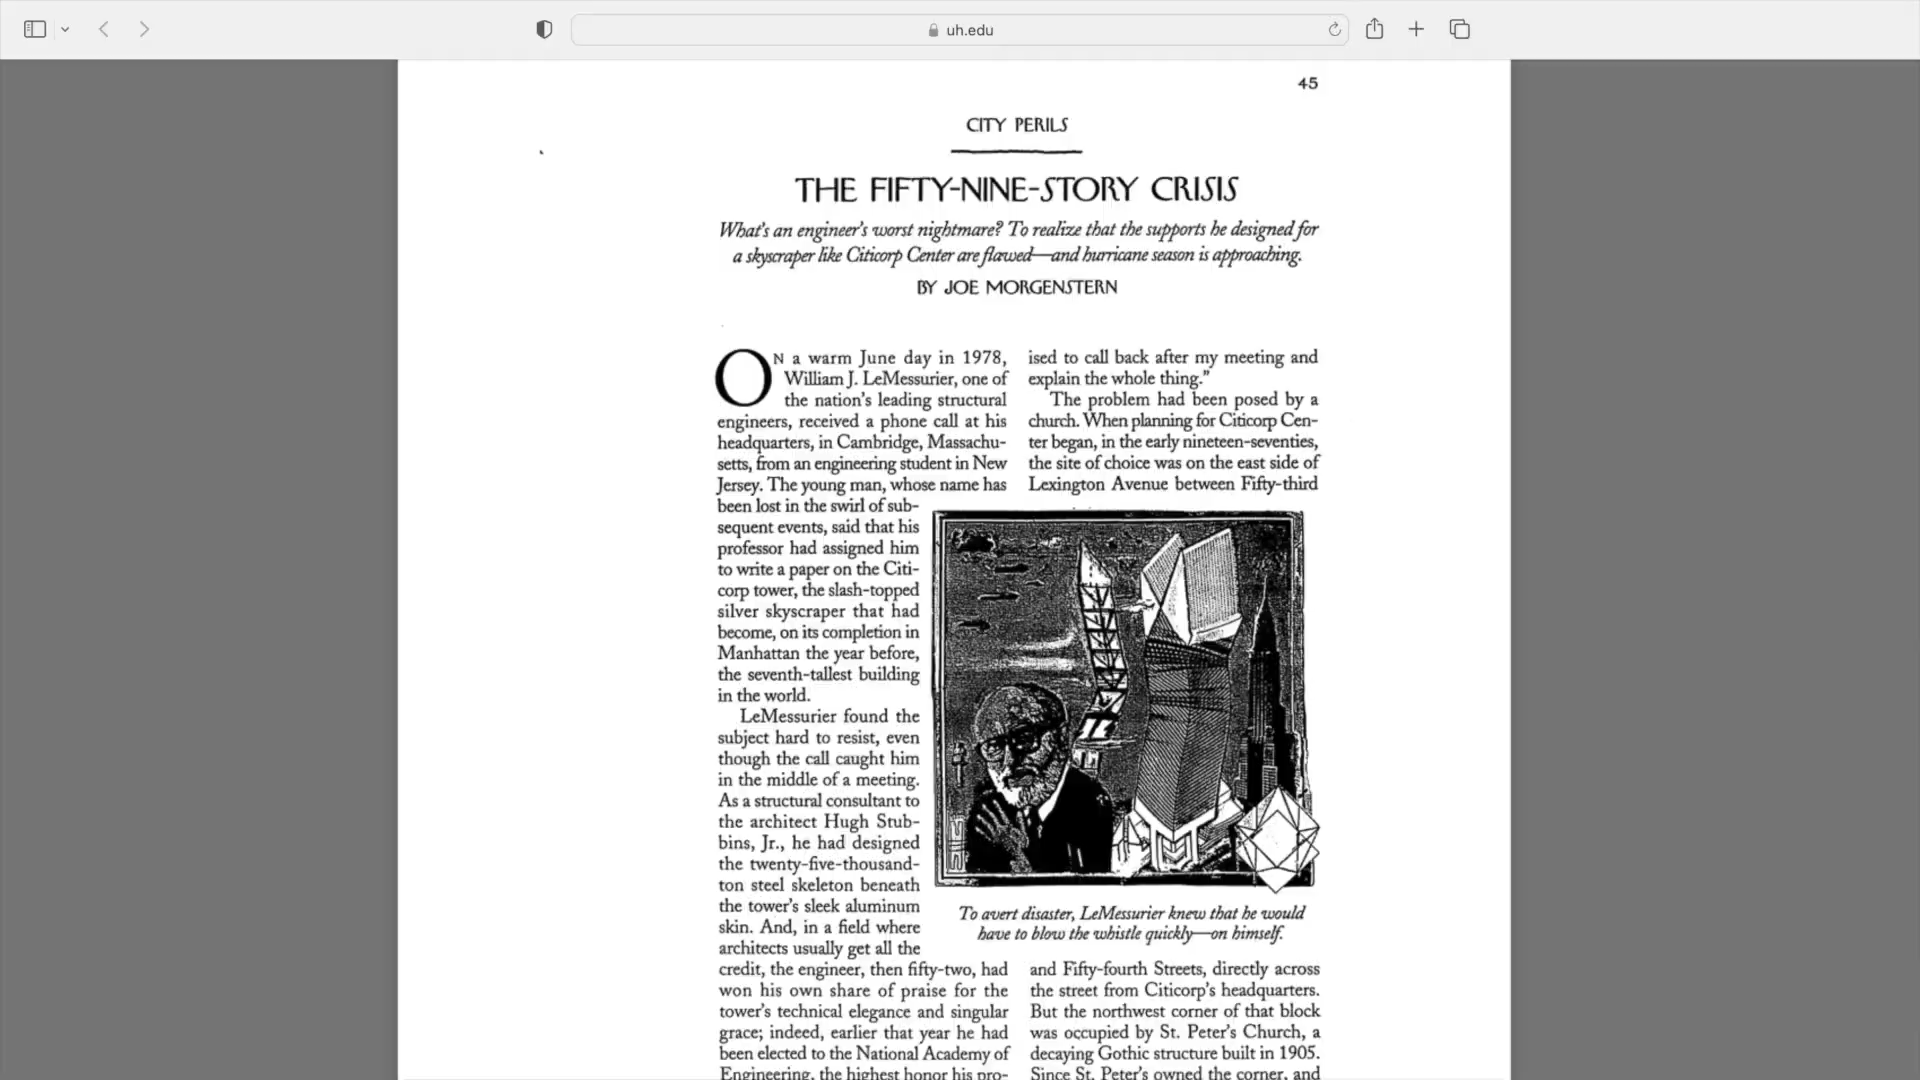 uh.edu
45
CITY PERILS
THE FIFTY-NINE-STORY CRISIS
What's an engineer's worst nightmare? To realize that the supports he designed for
a skyscraper like Citicorp Center are flawed—and hurricane season is approaching.
BY JOE MORGENSTERN
ON a warm June day in 1978,
William J. LeMessurier, one of
the nation's leading structural
engineers, received a phone call at his
headquarters, in Cambridge, Massachu-
setts, from an engineering student in New
Jersey. The young man, whose name has
been lost in the swirl of sub-
sequent events, said that his
professor had assigned him
to write a paper on the Citi-
corp tower, the slash-topped
silver skyscraper that had
become, on its completion in
Manhattan the year before,
the seventh-tallest building
in the world.
LeMessurier found the
subject hard to resist, even
though the call caught him
in the middle of a meeting.
As a structural consultant to
the architect Hugh Stub-
bins, Jr., he had designed
the twenty-five-thousand-
ton steel skeleton beneath
the tower's sleek aluminum
skin. And, in a field where
architects usually get all the
credit, the engineer, then fifty-two, had
won his own share of praise for the
tower's technical elegance and singular
grace; indeed, earlier that year he had
been elected to the National Academy of
Engineering, the highest honor his pro-
ised to call back after my meeting and
explain the whole thing."
The problem had been posed by a
church. When planning for Citicorp Cen-
ter began, in the early nineteen-seventies,
the site of choice was on the east side of
Lexington Avenue between Fifty-third
To avert disaster, LeMessurier knew that he would
have to blow the whistle quickly—on himself.
and Fifty-fourth Streets, directly across
the street from Citicorp's headquarters.
But the northwest corner of that block
was occupied by St. Peter's Church, a
decaying Gothic structure built in 1905.
Since St. Peter's owned the corner, and